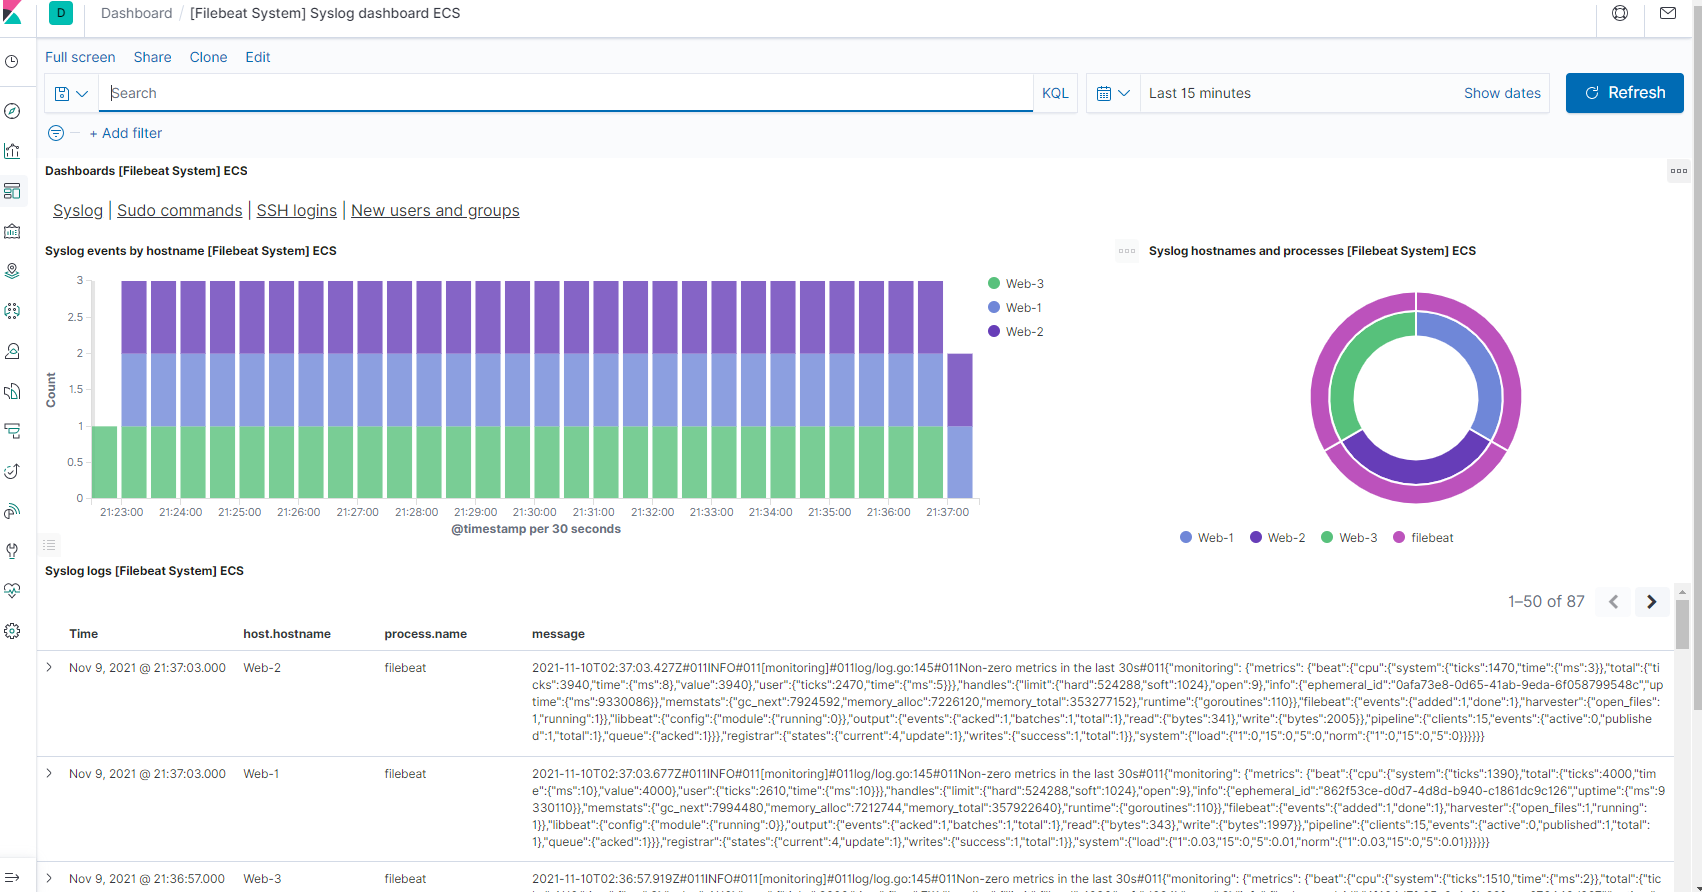 D Dashboard / [Filebeat System] Syslog dashboard ECS
Full screen Share Clone Edit
Search KQL Last 15 minutes Show dates Refresh
+ Add filter
Dashboards [Filebeat System] ECS
Syslog | Sudo commands | SSH logins | New users and groups
Syslog events by hostname [Filebeat System] ECS
3
2.5
2
1.5
1
0.5
0
Count
21:23:00 21:24:00 21:25:00 21:26:00 21:27:00 21:28:00 21:29:00 21:30:00 21:31:00 21:32:00 21:33:00 21:34:00 21:35:00 21:36:00 21:37:00
@timestamp per 30 seconds
Web-3
Web-1
Web-2
Syslog hostnames and processes [Filebeat System] ECS
Web-1 Web-2 Web-3 filebeat
Syslog logs [Filebeat System] ECS
1–50 of 87
Time host.hostname process.name message
Nov 9, 2021 @ 21:37:03.000 Web-2 filebeat 2021-11-10T02:37:03.427Z#011INFO#011[monitoring]#011log/log.go:145#011Non-zero metrics in the last 30s#011{"monitoring": {"metrics": {"beat":{"cpu":{"system":{"ticks":1470,"time":{"ms":3}},"total":{"tic
ks":3940,"time":{"ms":8},"value":3940},"user":{"ticks":2470,"time":{"ms":5}}},"handles":{"limit":{"hard":524288,"soft":1024},"open":9},"info":{"ephemeral_id":"0afa73e8-0d65-41ab-9eda-6f058799548c","up
time":{"ms":9330086}},"memstats":{"gc_next":7924592,"memory_alloc":7226120,"memory_total":353277152},"runtime":{"goroutines":110}},"filebeat":{"events":{"added":1,"done":1},"harvester":{"open_files":
1,"running":1}},"libbeat":{"config":{"module":{"running":0}},"output":{"events":{"acked":1,"batches":1,"total":1},"read":{"bytes":341},"write":{"bytes":2005}},"pipeline":{"clients":15,"events":{"active":0,"publishe
d":1,"total":1},"queue":{"acked":1}}},"registrar":{"states":{"current":4,"update":1},"writes":{"success":1,"total":1}},"system":{"load":{"1":0,"15":0,"5":0,"norm":{"1":0,"15":0,"5":0}}}}}}
Nov 9, 2021 @ 21:37:03.000 Web-1 filebeat 2021-11-10T02:37:03.677Z#011INFO#011[monitoring]#011log/log.go:145#011Non-zero metrics in the last 30s#011{"monitoring": {"metrics": {"beat":{"cpu":{"system":{"ticks":1390},"total":{"ticks":4000,"time
":{"ms":10},"value":4000},"user":{"ticks":2610,"time":{"ms":10}}},"handles":{"limit":{"hard":524288,"soft":1024},"open":9},"info":{"ephemeral_id":"862f53ce-d0d7-4d8d-b940-c1861dc9c126","uptime":{"ms":9
330110}},"memstats":{"gc_next":7994480,"memory_alloc":7212744,"memory_total":357922640},"runtime":{"goroutines":110}},"filebeat":{"events":{"added":1,"done":1},"harvester":{"open_files":1,"running":
1}},"libbeat":{"config":{"module":{"running":0}},"output":{"events":{"acked":1,"batches":1,"total":1},"read":{"bytes":343},"write":{"bytes":1997}},"pipeline":{"clients":15,"events":{"active":0,"published":1,"total":
1},"queue":{"acked":1}}},"registrar":{"states":{"current":4,"update":1},"writes":{"success":1,"total":1}},"system":{"load":{"1":0.03,"15":0,"5":0.01,"norm":{"1":0.03,"15":0,"5":0.01}}}}}}
Nov 9, 2021 @ 21:36:57.000 Web-3 filebeat 2021-11-10T02:36:57.919Z#011INFO#011[monitoring]#011log/log.go:145#011Non-zero metrics in the last 30s#011{"monitoring": {"metrics": {"beat":{"cpu":{"system":{"ticks":1510,"time":{"ms":2}},"total":{"tic